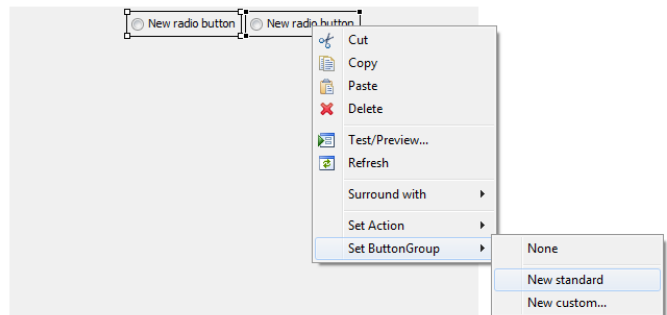 New radio button New radio button
Cut
Copy
Paste
Delete
Test/Preview...
Refresh
Surround with
Set Action
Set ButtonGroup
None
New standard
New custom...